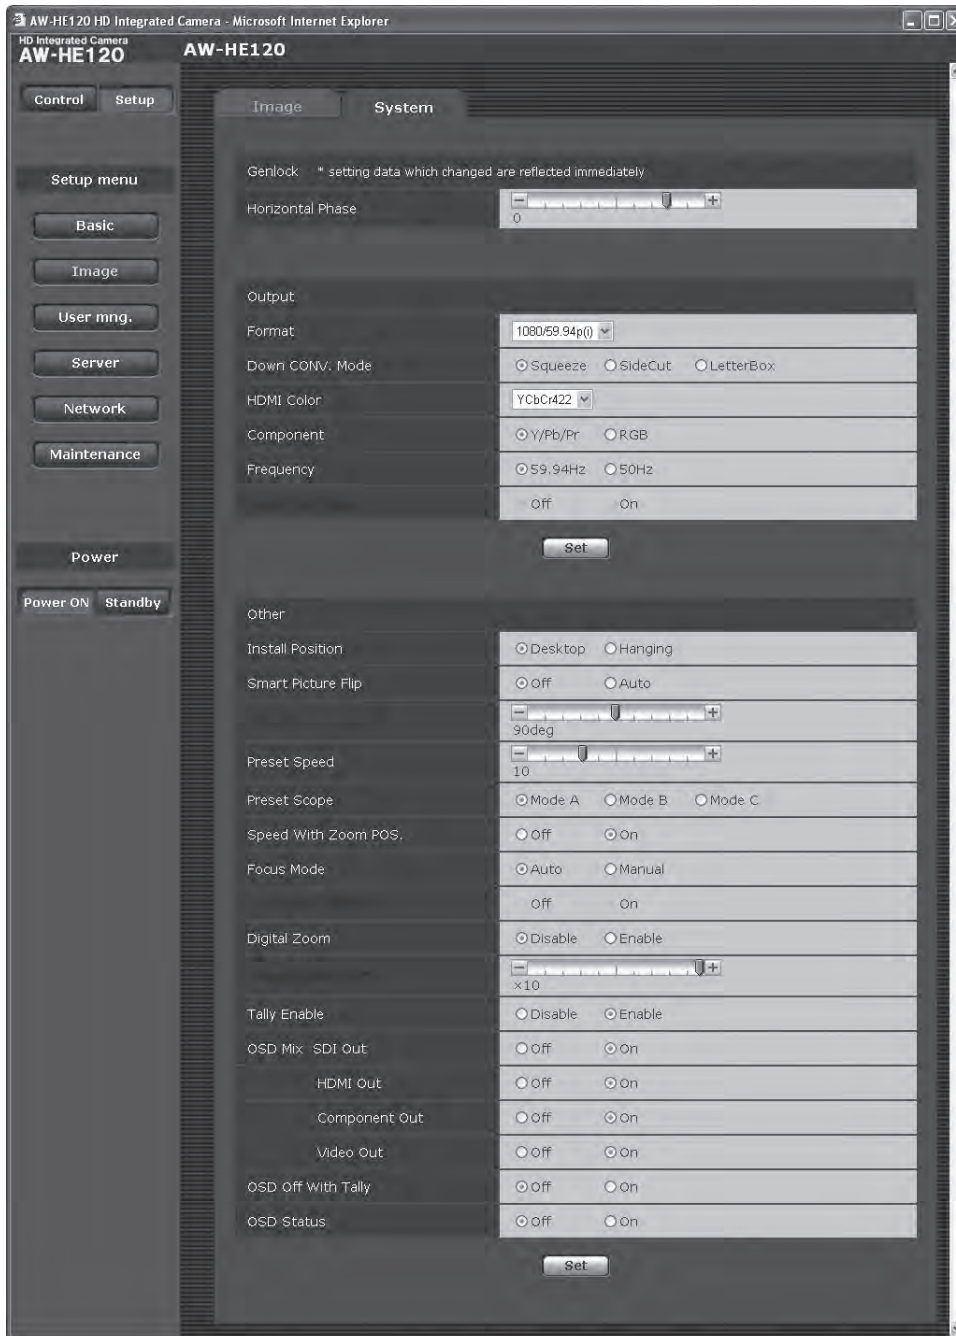 AW-HE120 HD Integrated Camera - Microsoft Internet Explorer
HD Integrated Camera
AW-HE120
AW-HE120
Control Setup
Image System
Setup menu
Basic
Image
User mng.
Server
Network
Maintenance
Power
Power ON Standby
Genlock * setting data which changed are reflected immediately
Horizontal Phase
0
Output
Format 1080/59.94p(i)
Down CONV. Mode Squeeze SideCut LetterBox
HDMI Color YCbCr422
Component Y/Pb/Pr RGB
Frequency 59.94Hz 50Hz
Off On
Set
Other
Install Position Desktop Hanging
Smart Picture Flip Off Auto
90deg
Preset Speed
10
Preset Scope Mode A Mode B Mode C
Speed With Zoom POS. Off On
Focus Mode Auto Manual
Off On
Digital Zoom Disable Enable
×10
Tally Enable Disable Enable
OSD Mix SDI Out Off On
HDMI Out Off On
Component Out Off On
Video Out Off On
OSD Off With Tally Off On
OSD Status Off On
Set